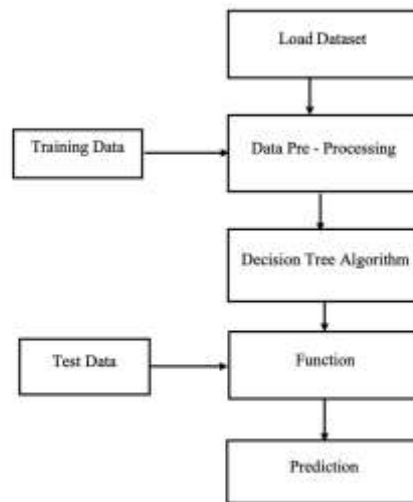 Load Dataset
Training Data
Data Pre - Processing
Decision Tree Algorithm
Test Data
Function
Prediction